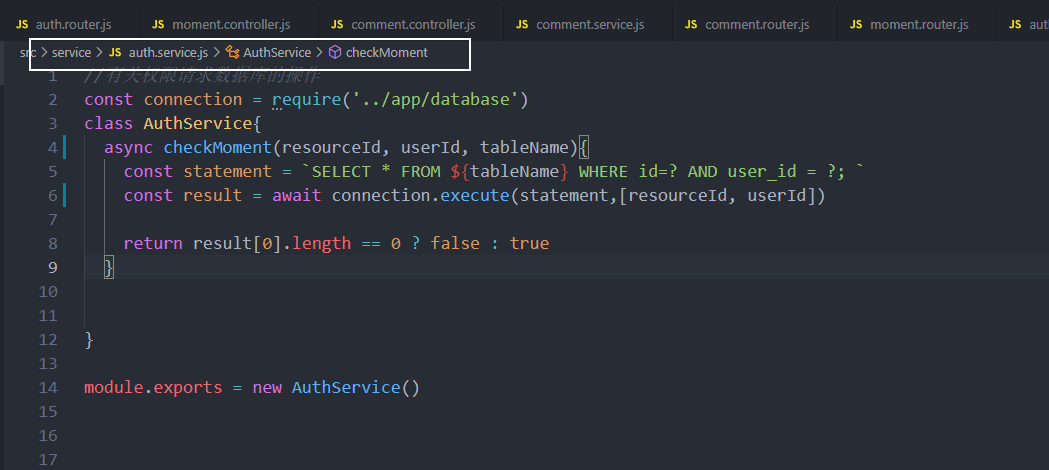 JS auth.router.js JS moment.controller.js JS comment.controller.js JS comment.service.js JS comment.router.js JS moment.router.js JS aut
src > service > JS auth.service.js > AuthService > checkMoment
1 //有关权限请求数据库的操作
2 const connection = require('../app/database')
3 class AuthService{
4 async checkMoment(resourceId, userId, tableName){
5 const statement = `SELECT * FROM ${tableName} WHERE id=? AND user_id = ?; `
6 const result = await connection.execute(statement,[resourceId, userId])
7
8 return result[0].length == 0 ? false : true
9 }
10
11
12 }
13
14 module.exports = new AuthService()
15
16
17